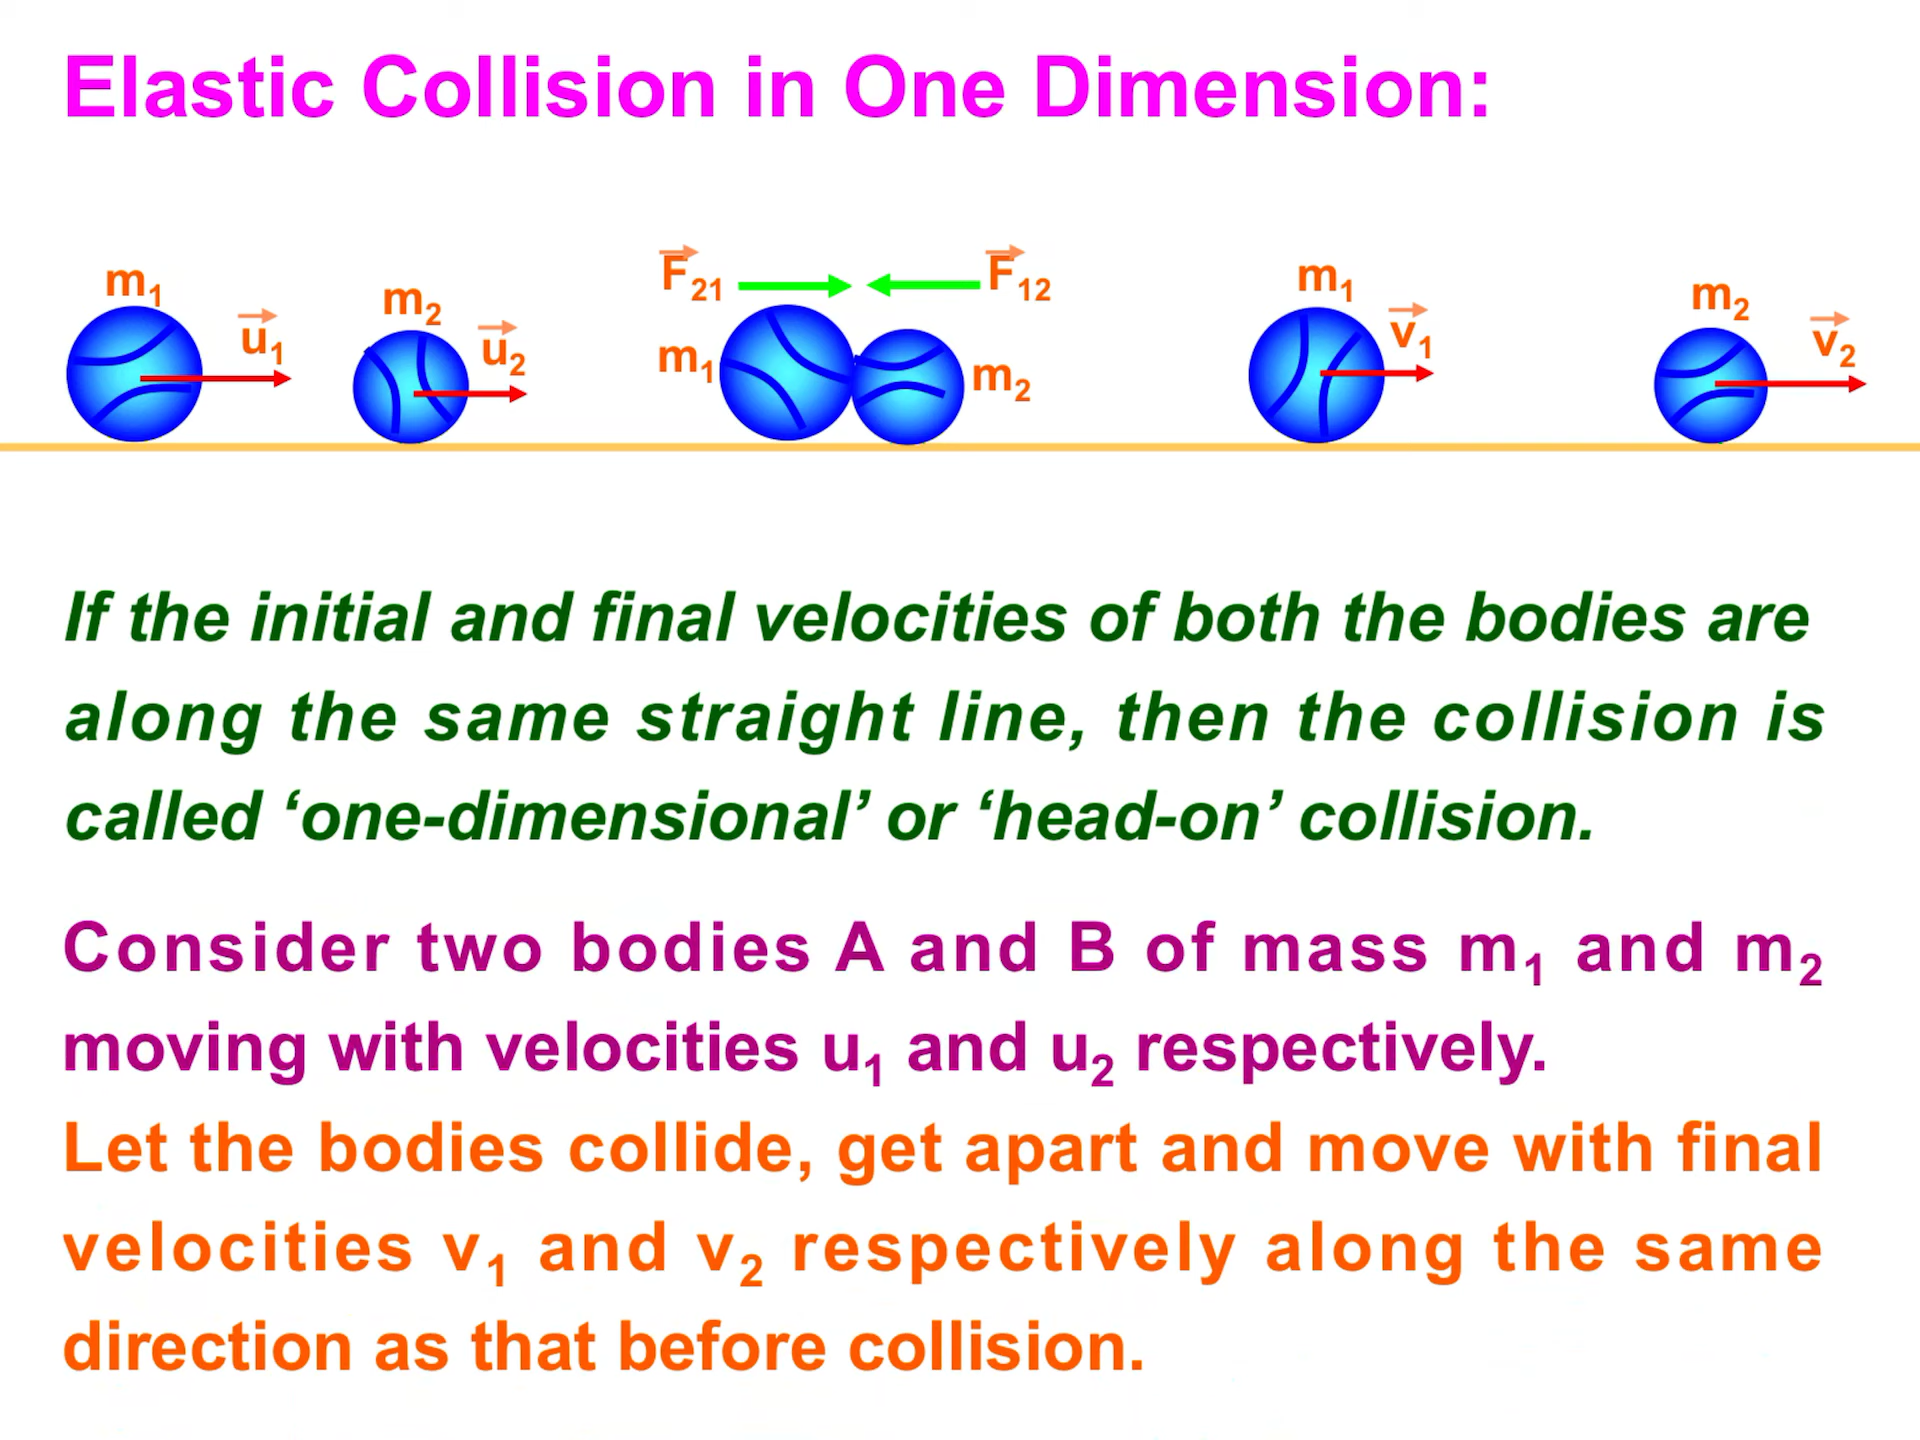 Elastic Collision in One Dimension:
m₁ u₁ m₂ u₂ F₂₁ F₁₂ m₁ m₂ m₁ v₁ m₂ v₂
If the initial and final velocities of both the bodies are
along the same straight line, then the collision is
called ‘one-dimensional’ or ‘head-on’ collision.
Consider two bodies A and B of mass m₁ and m₂
moving with velocities u₁ and u₂ respectively.
Let the bodies collide, get apart and move with final
velocities v₁ and v₂ respectively along the same
direction as that before collision.